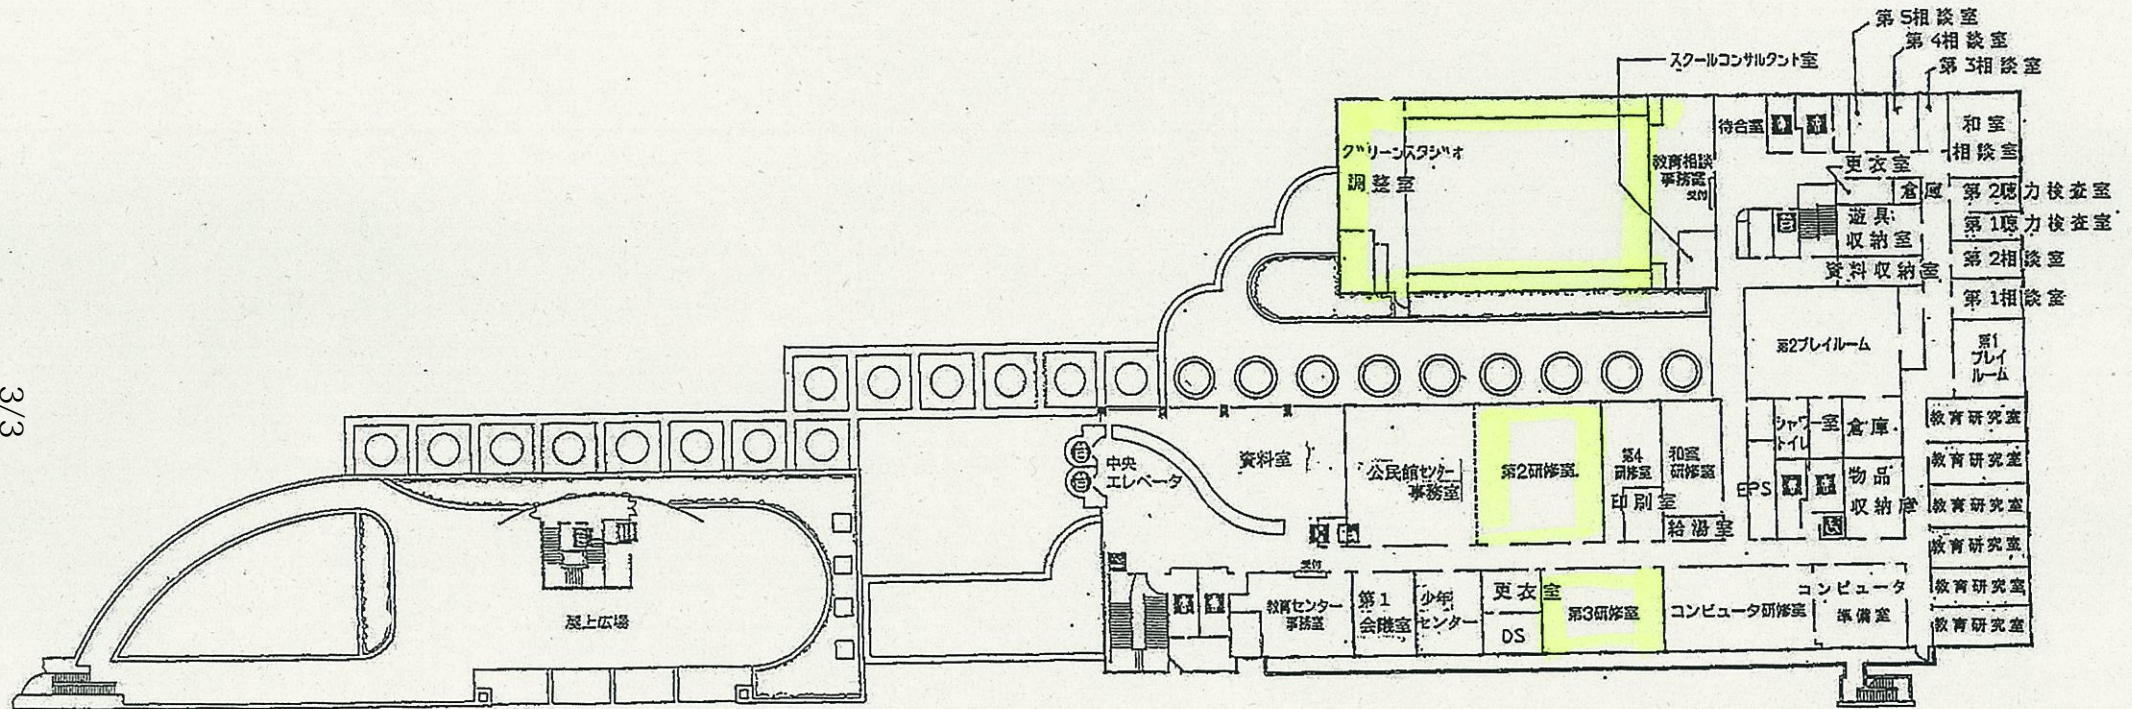 第5相談室
第4相談室
スクールコンサルタント室
第3相談室
待合室
和室
相談室
グリーンスタジオ
調整室
教育相談
事務室
受付
更衣室
倉庫
第2聴力検査室
遊具
収納室
第1聴力検査室
第2相談室
資料収納室
第1相談室
第2プレイルーム
第1
プレイ
ルーム
3/3
教育研究室
シャワー室
トイレ
倉庫
中央
エレベータ
資料室
公民館センター
事務室
第2研修室
第4
研修室
和室
研修室
教育研究室
EPS
物品
収納庫
印刷室
給湯室
教育研究室
教育研究室
受付
教育センター
事務室
第1
会議室
少年
センター
更衣室
DS
第3研修室
コンピュータ研修室
コンピュータ
準備室
教育研究室
教育研究室
屋上広場